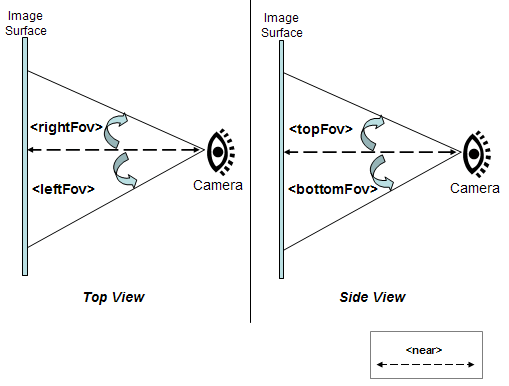 Image
Surface
<rightFov>
<leftFov>
Camera
Top View
Image
Surface
<topFov>
<bottomFov>
Camera
Side View
<near>